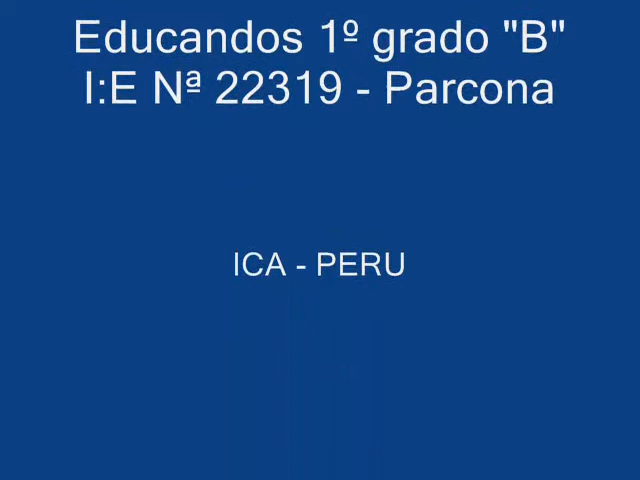 Educandos 1º grado "B"
I:E Nª 22319 - Parcona
ICA - PERU